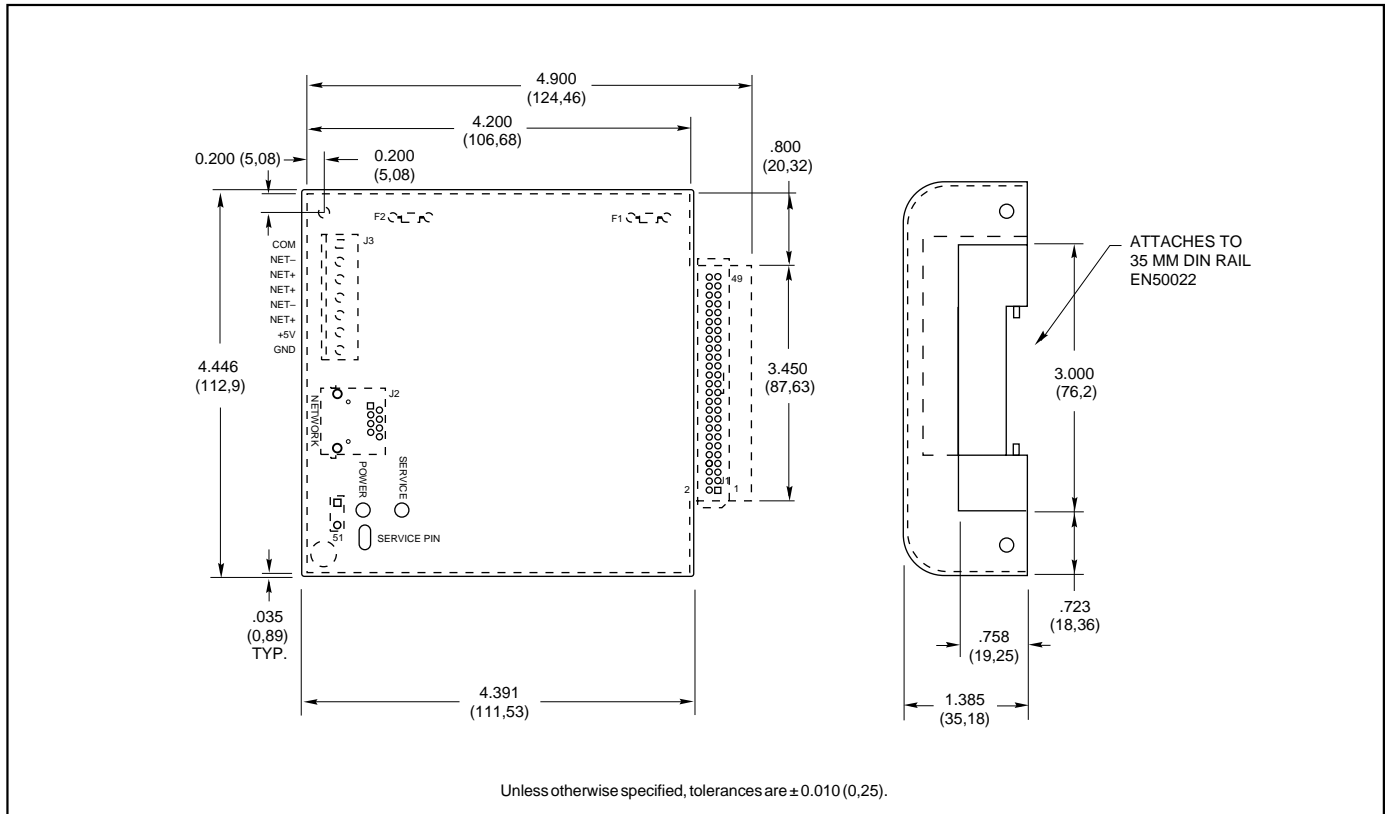 4.900
(124,46)
4.200
(106,68)
0.200 (5,08)
0.200
(5,08)
.800
(20,32)
F2
F1
J3
COM
NET–
NET+
NET+
NET–
NET+
+5V
GND
49
ATTACHES TO
35 MM DIN RAIL
EN50022
4.446
(112,9)
3.450
(87,63)
3.000
(76,2)
J2
NETWORK
POWER
SERVICE
J1
2
1
51
SERVICE PIN
.035
(0,89)
TYP.
.723
(18,36)
.758
(19,25)
4.391
(111,53)
1.385
(35,18)
Unless otherwise specified, tolerances are ± 0.010 (0,25).